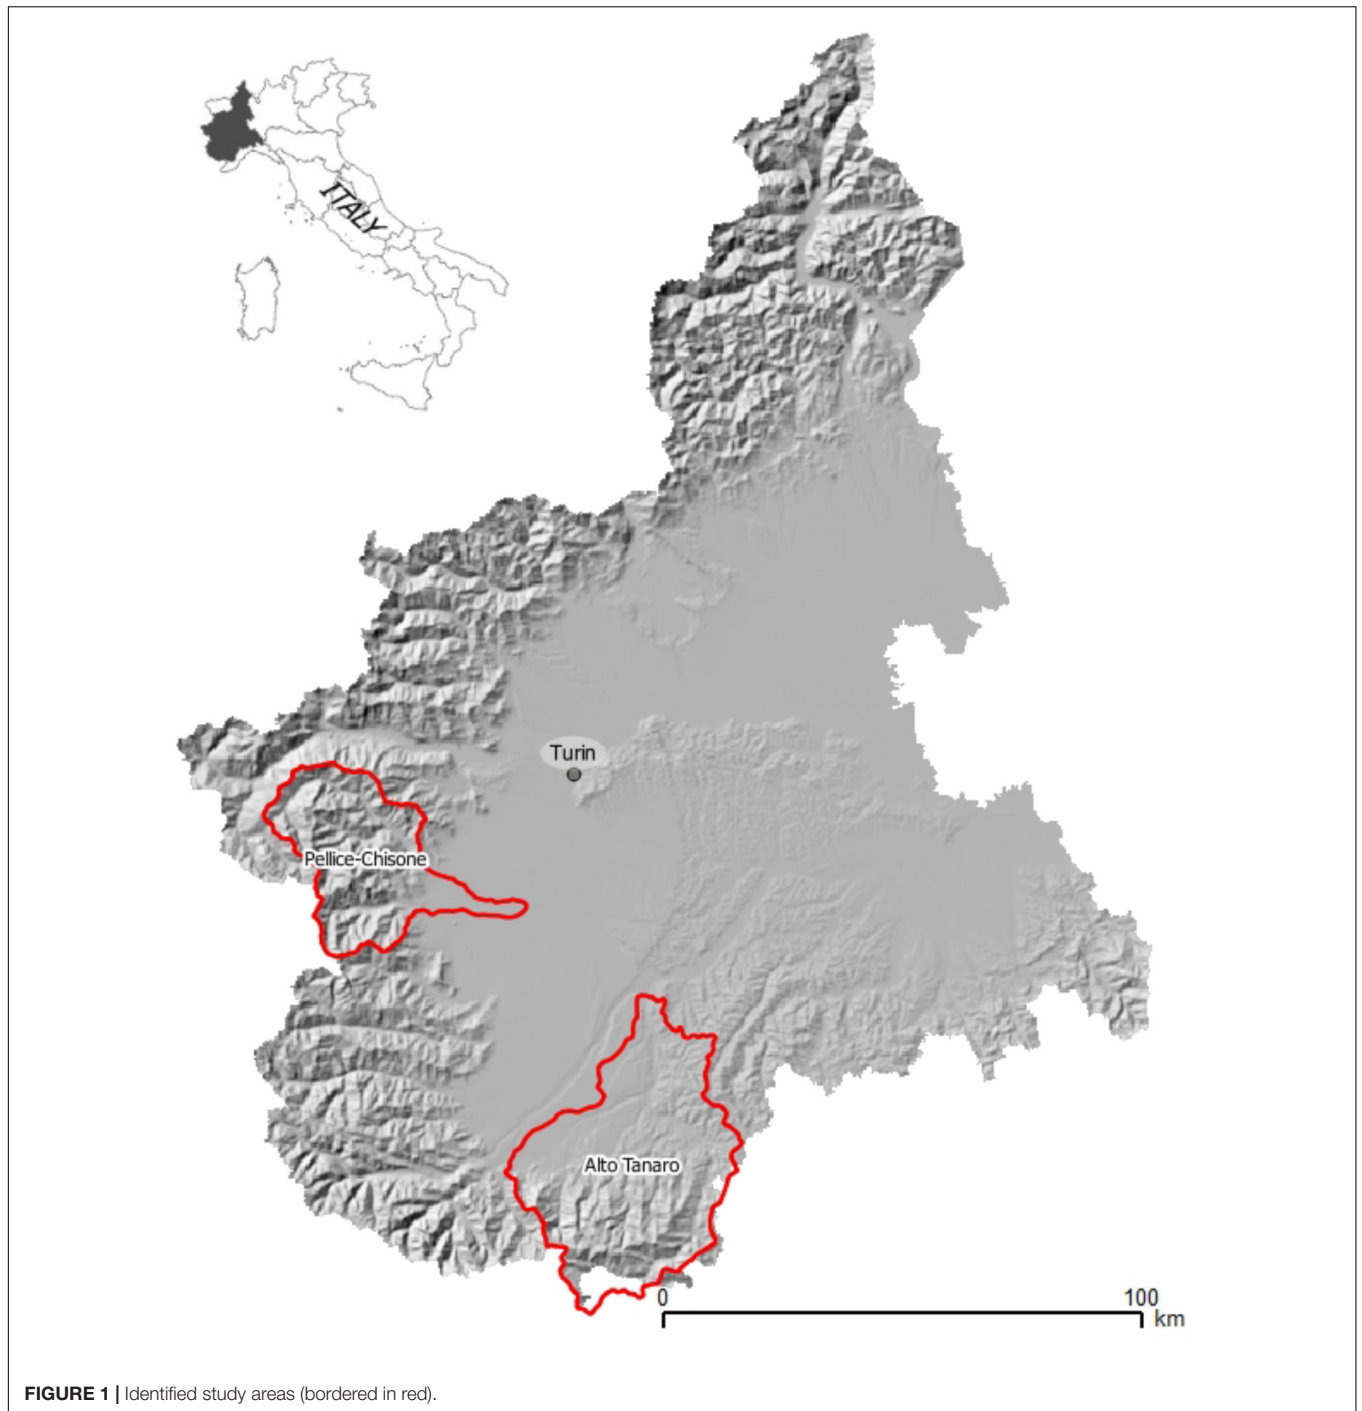 ITALY
Turin
Pellice-Chisone
Alto Tanaro
0 100
km
FIGURE 1 | Identified study areas (bordered in red).